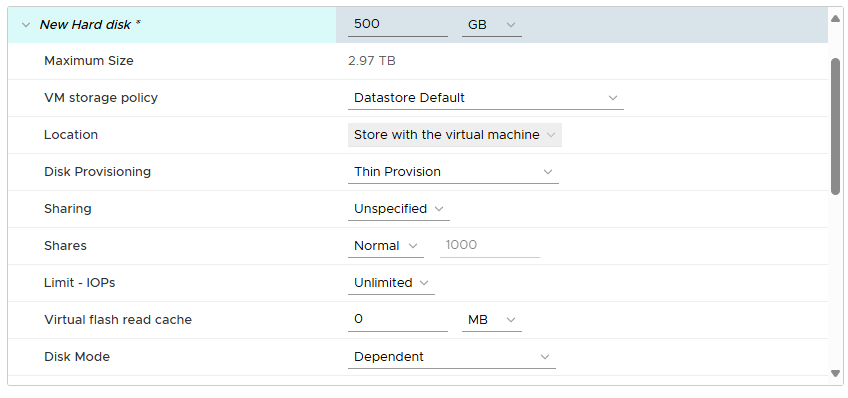 New Hard disk * 500 GB
Maximum Size 2.97 TB
VM storage policy Datastore Default
Location Store with the virtual machine
Disk Provisioning Thin Provision
Sharing Unspecified
Shares Normal 1000
Limit - IOPs Unlimited
Virtual flash read cache 0 MB
Disk Mode Dependent